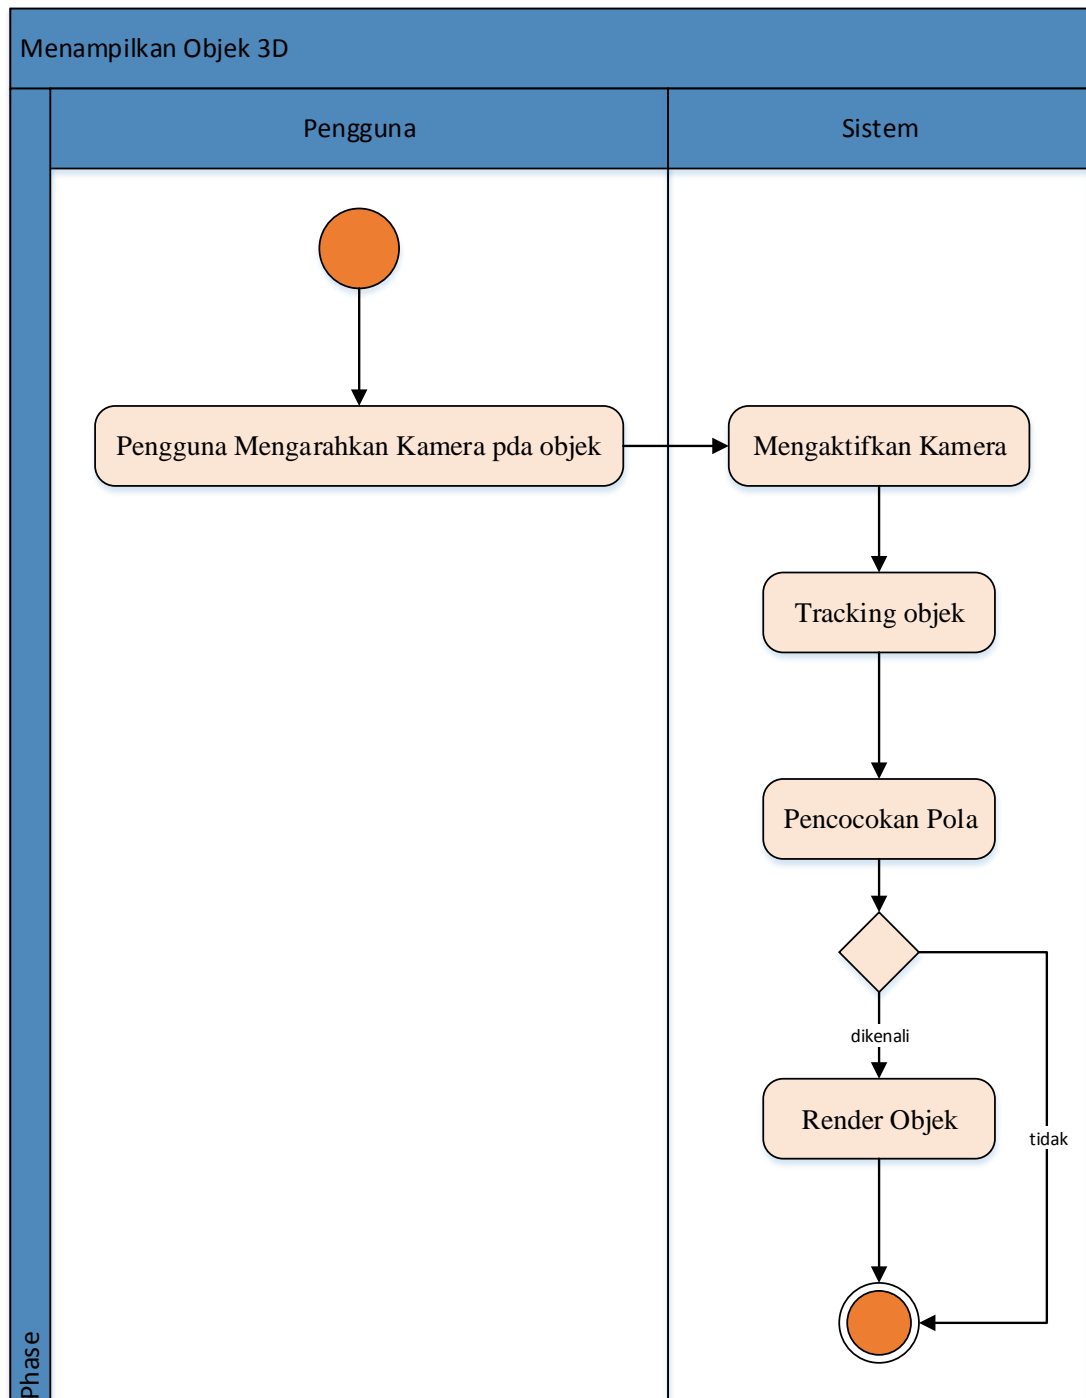 Menampilkan Objek 3D
Pengguna
Sistem
Pengguna Mengarahkan Kamera pda objek
Mengaktifkan Kamera
Tracking objek
Pencocokan Pola
dikenali
Render Objek
tidak
Phase